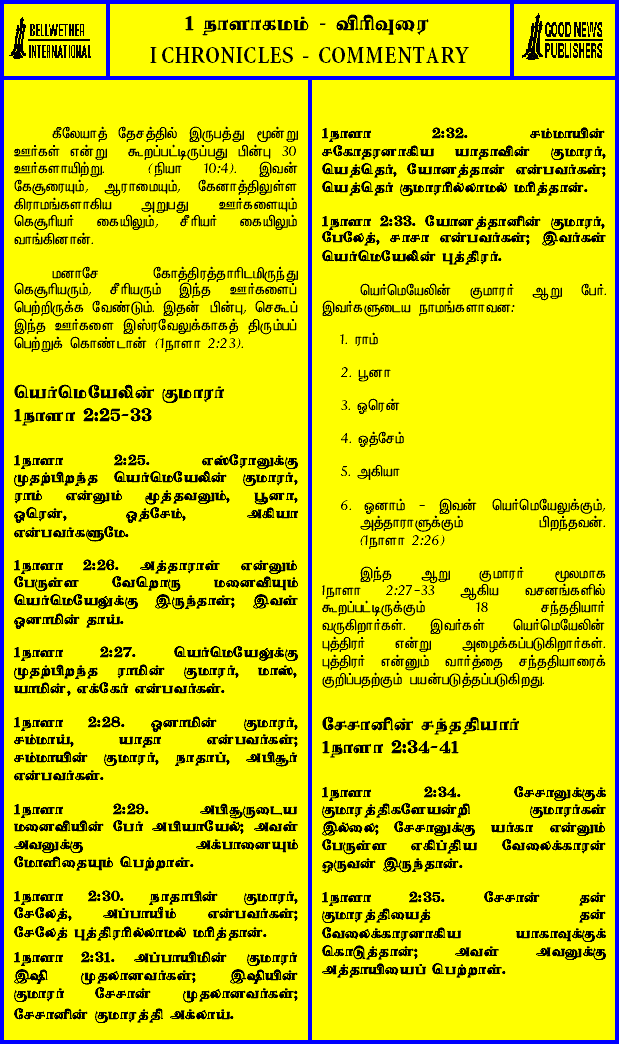 BELLWETHER
INTERNATIONAL
1 நாளாகமம் - விரிவுரை
I CHRONICLES - COMMENTARY
GOOD NEWS
PUBLISHERS
கீலேயாத் தேசத்தில் இருபத்து மூன்று
ஊர்கள் என்று கூறப்பட்டிருப்பது பின்பு 30
ஊர்களாயிற்று. (நியா 10:4). இவன்
கேசூரையும், ஆராமையும், கேனாத்திலுள்ள
கிராமங்களாகிய அறுபது ஊர்களையும்
கெசூரியர் கையிலும், சீரியர் கையிலும்
வாங்கினான்.
மனாசே கோத்திரத்தாரிடமிருந்து
கெசூரியரும், சீரியரும் இந்த ஊர்களைப்
பெற்றிருக்க வேண்டும். இதன் பின்பு, செகூப்
இந்த ஊர்களை இஸ்ரவேலுக்காகத் திரும்பப்
பெற்றுக் கொண்டான் (1நாளா 2:23).
யெர்மெயேலின் குமாரர்
1நாளா 2:25-33
1நாளா 2:25. எஸ்ரோனுக்கு
முதற்பிறந்த யெர்மெயேலின் குமாரர்,
ராம் என்னும் மூத்தவனும், பூனா,
ஓரென், ஓத்சேம், அகியா
என்பவர்களுமே.
1நாளா 2:26. அத்தாராள் என்னும்
பேருள்ள வேறொரு மனைவியும்
யெர்மெயேலுக்கு இருந்தாள்; இவள்
ஓனாமின் தாய்.
1நாளா 2:27. யெர்மெயேலுக்கு
முதற்பிறந்த ராமின் குமாரர், மாஸ்,
யாமின், எக்கேர் என்பவர்கள்.
1நாளா 2:28. ஓனாமின் குமாரர்,
சம்மாய், யாதா என்பவர்கள்;
சம்மாயின் குமாரர், நாதாப், அபிசூர்
என்பவர்கள்.
1நாளா 2:29. அபிசூருடைய
மனைவியின் பேர் அபியாயேல்; அவள்
அவனுக்கு அக்பானையும்
மோளிதையும் பெற்றாள்.
1நாளா 2:30. நாதாபின் குமாரர்,
சேலேத், அப்பாயீம் என்பவர்கள்;
சேலேத் புத்திரரில்லாமல் மரித்தான்.
1நாளா 2:31. அப்பாயிமின் குமாரர்
இஷி முதலானவர்கள்; இஷியின்
குமாரர் சேசான் முதலானவர்கள்;
சேசானின் குமாரத்தி அக்லாய்.
1நாளா 2:32. சம்மாயின்
சகோதரனாகிய யாதாவின் குமாரர்,
யெத்தெர், யோனத்தான் என்பவர்கள்;
யெத்தெர் குமாரரில்லாமல் மரித்தான்.
1நாளா 2:33. யோனத்தானின் குமாரர்,
பேலேத், சாசா என்பவர்கள்; இவர்கள்
யெர்மெயேலின் புத்திரர்.
யெர்மெயேலின் குமாரர் ஆறு பேர்.
இவர்களுடைய நாமங்களாவன:
1. ராம்
2. பூனா
3. ஓரென்
4. ஓத்சேம்
5. அகியா
6. ஓனாம் - இவன் யெர்மெயேலுக்கும்,
அத்தாராளுக்கும் பிறந்தவன்.
(1நாளா 2:26)
இந்த ஆறு குமாரர் மூலமாக
1நாளா 2:27-33 ஆகிய வசனங்களில்
கூறப்பட்டிருக்கும் 18 சந்ததியார்
வருகிறார்கள். இவர்கள் யெர்மெயேலின்
புத்திரர் என்று அழைக்கப்படுகிறார்கள்.
புத்திரர் என்னும் வார்த்தை சந்ததியாரைக்
குறிப்பதற்கும் பயன்படுத்தப்படுகிறது.
சேசானின் சந்ததியார்
1நாளா 2:34-41
1நாளா 2:34. சேசானுக்குக்
குமாரத்திகளேயன்றி குமாரர்கள்
இல்லை; சேசானுக்கு யர்கா என்னும்
பேருள்ள எகிப்திய வேலைக்காரன்
ஒருவன் இருந்தான்.
1நாளா 2:35. சேசான் தன்
குமாரத்தியைத் தன்
வேலைக்காரனாகிய யாகாவுக்குக்
கொடுத்தான்; அவள் அவனுக்கு
அத்தாயியைப் பெற்றாள்.